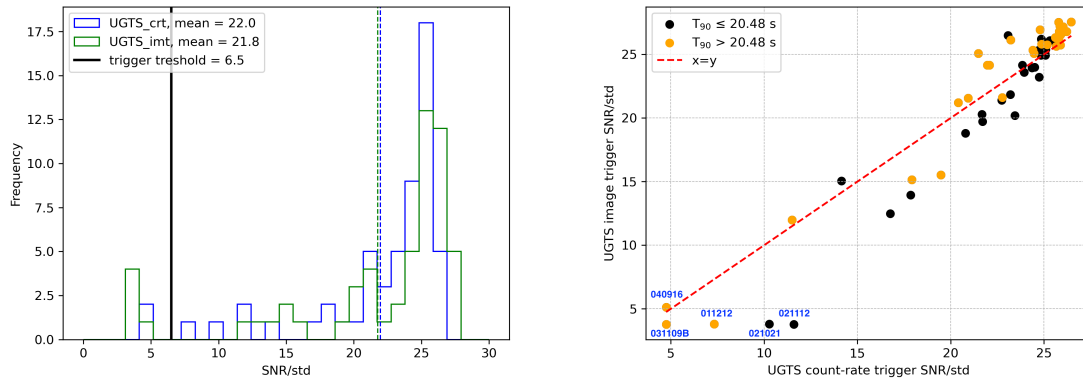 UGTS_crt, mean = 22.0
UGTS_imt, mean = 21.8
trigger treshold = 6.5
17.5
15.0
12.5
10.0
7.5
5.0
2.5
0.0
Frequency
0 5 10 15 20 25 30
SNR/std
T90 ≤ 20.48 s
T90 > 20.48 s
x=y
25
20
15
10
5
UGTS image trigger SNR/std
040916
031109B
011212
021021
021112
5 10 15 20 25
UGTS count-rate trigger SNR/std